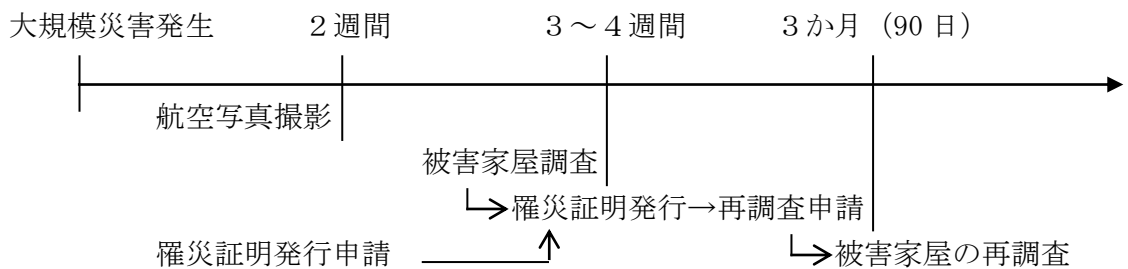 大規模災害発生 ２週間 ３～４週間 ３か月（90 日）
航空写真撮影
被害家屋調査
罹災証明発行→再調査申請
罹災証明発行申請 被害家屋の再調査